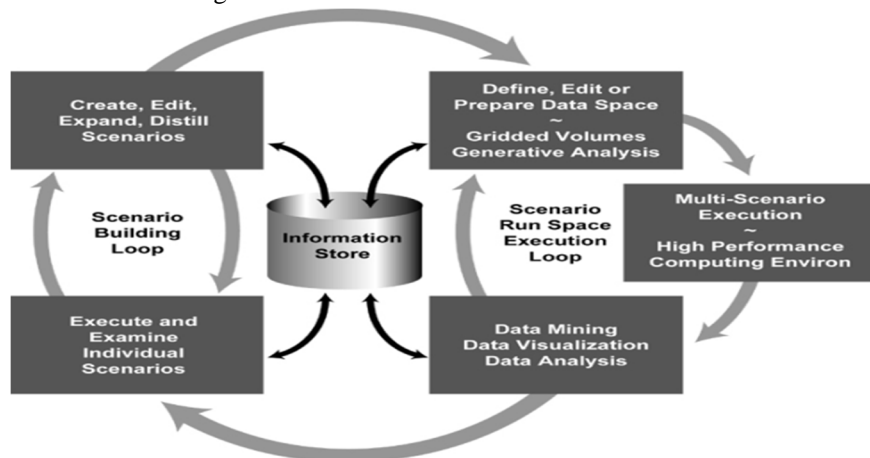 Create, Edit,
Expand, Distill
Scenarios
Define, Edit or
Prepare Data Space
~
Gridded Volumes
Generative Analysis
Scenario
Building
Loop
Information
Store
Scenario
Run Space
Execution
Loop
Multi-Scenario
Execution
~
High Performance
Computing Environ
Execute and
Examine
Individual
Scenarios
Data Mining
Data Visualization
Data Analysis